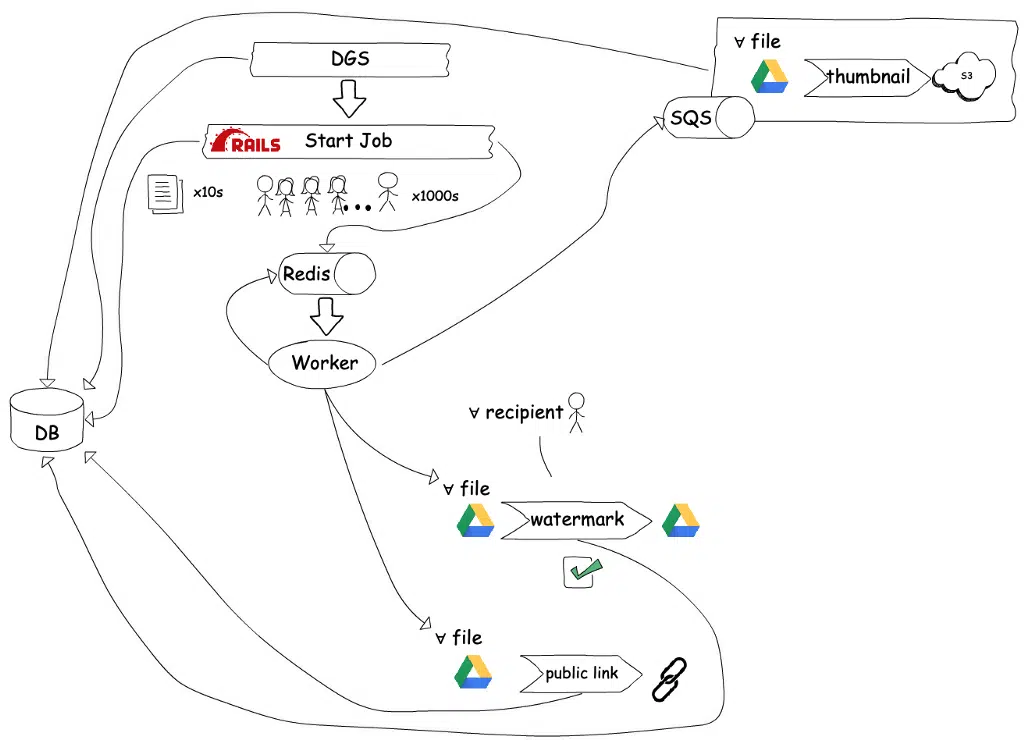 ∀ file
DGS
thumbnail
S3
SQS
RAILS Start Job
x10s
... x1000s
Redis
Worker
∀ recipient
DB
∀ file
watermark
∀ file
public link